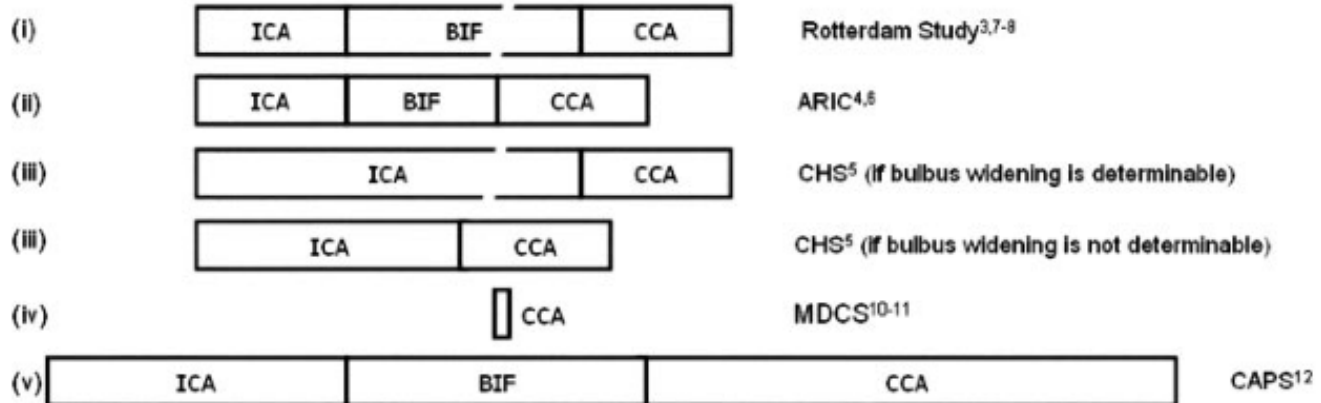 (i) ICA BIF CCA Rotterdam Study3,7-8
(ii) ICA BIF CCA ARIC4,6
(iii) ICA CCA CHS5 (if bulbus widening is determinable)
(iii) ICA CCA CHS5 (if bulbus widening is not determinable)
(iv) CCA MDCS10-11
(v) ICA BIF CCA CAPS12